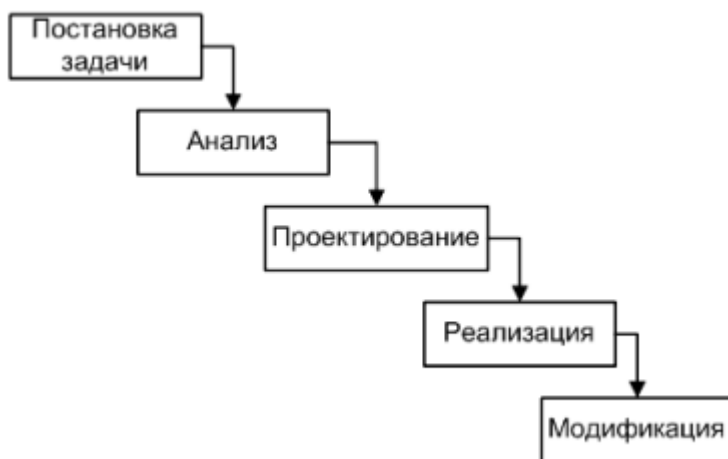 Постановка
задачи
Анализ
Проектирование
Реализация
Модификация